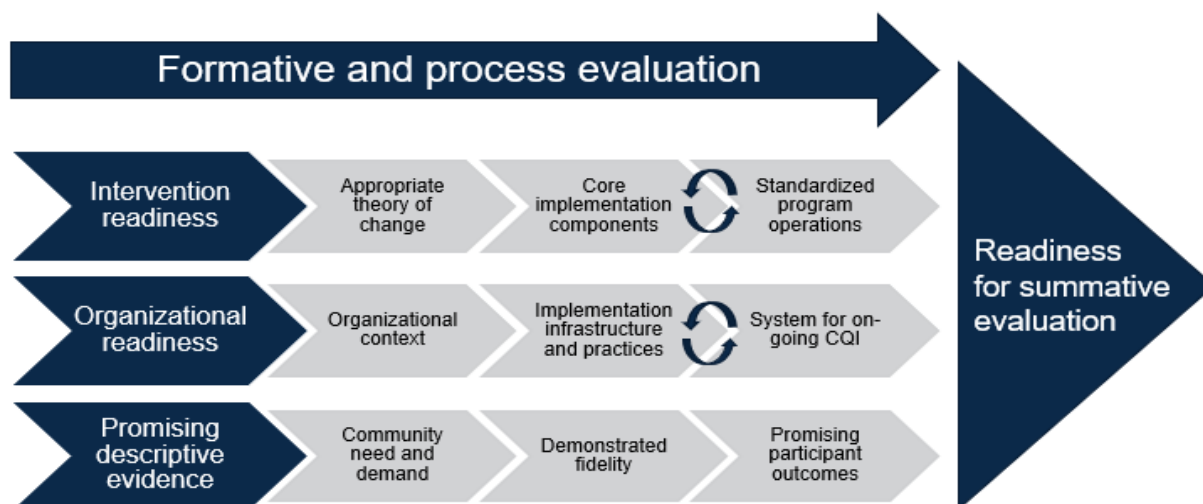 Formative and process evaluation
Intervention
readiness
Appropriate
theory of
change
Core
implementation
components
Standardized
program
operations
Organizational
readiness
Organizational
context
Implementation
infrastructure
and practices
System for on-
going CQI
Promising
descriptive
evidence
Community
need and
demand
Demonstrated
fidelity
Promising
participant
outcomes
Readiness
for summative
evaluation